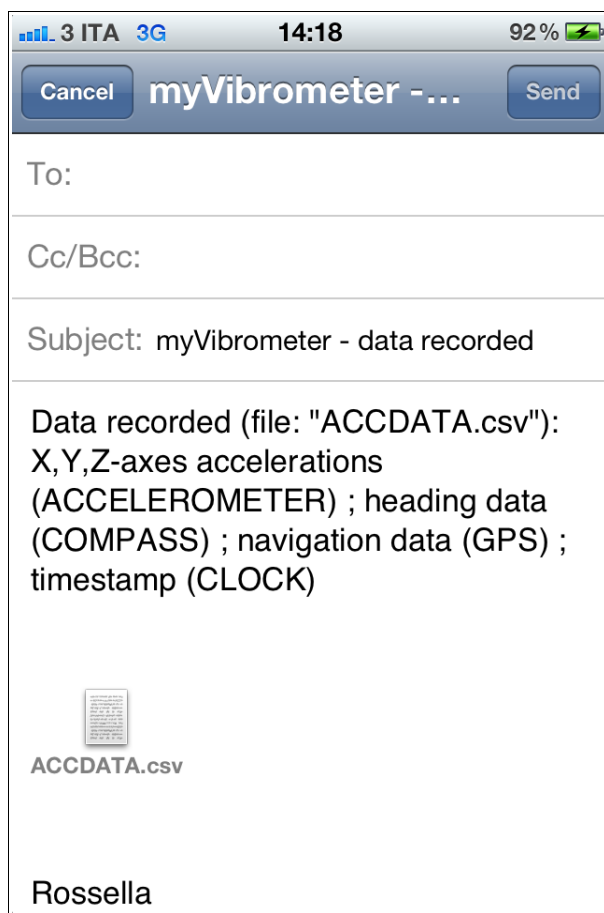 3 ITA 3G 14:18 92%
Cancel myVibrometer -... Send
To:
Cc/Bcc:
Subject: myVibrometer - data recorded
Data recorded (file: "ACCDATA.csv"):
X,Y,Z-axes accelerations
(ACCELEROMETER) ; heading data
(COMPASS) ; navigation data (GPS) ;
timestamp (CLOCK)
ACCDATA.csv
Rossella